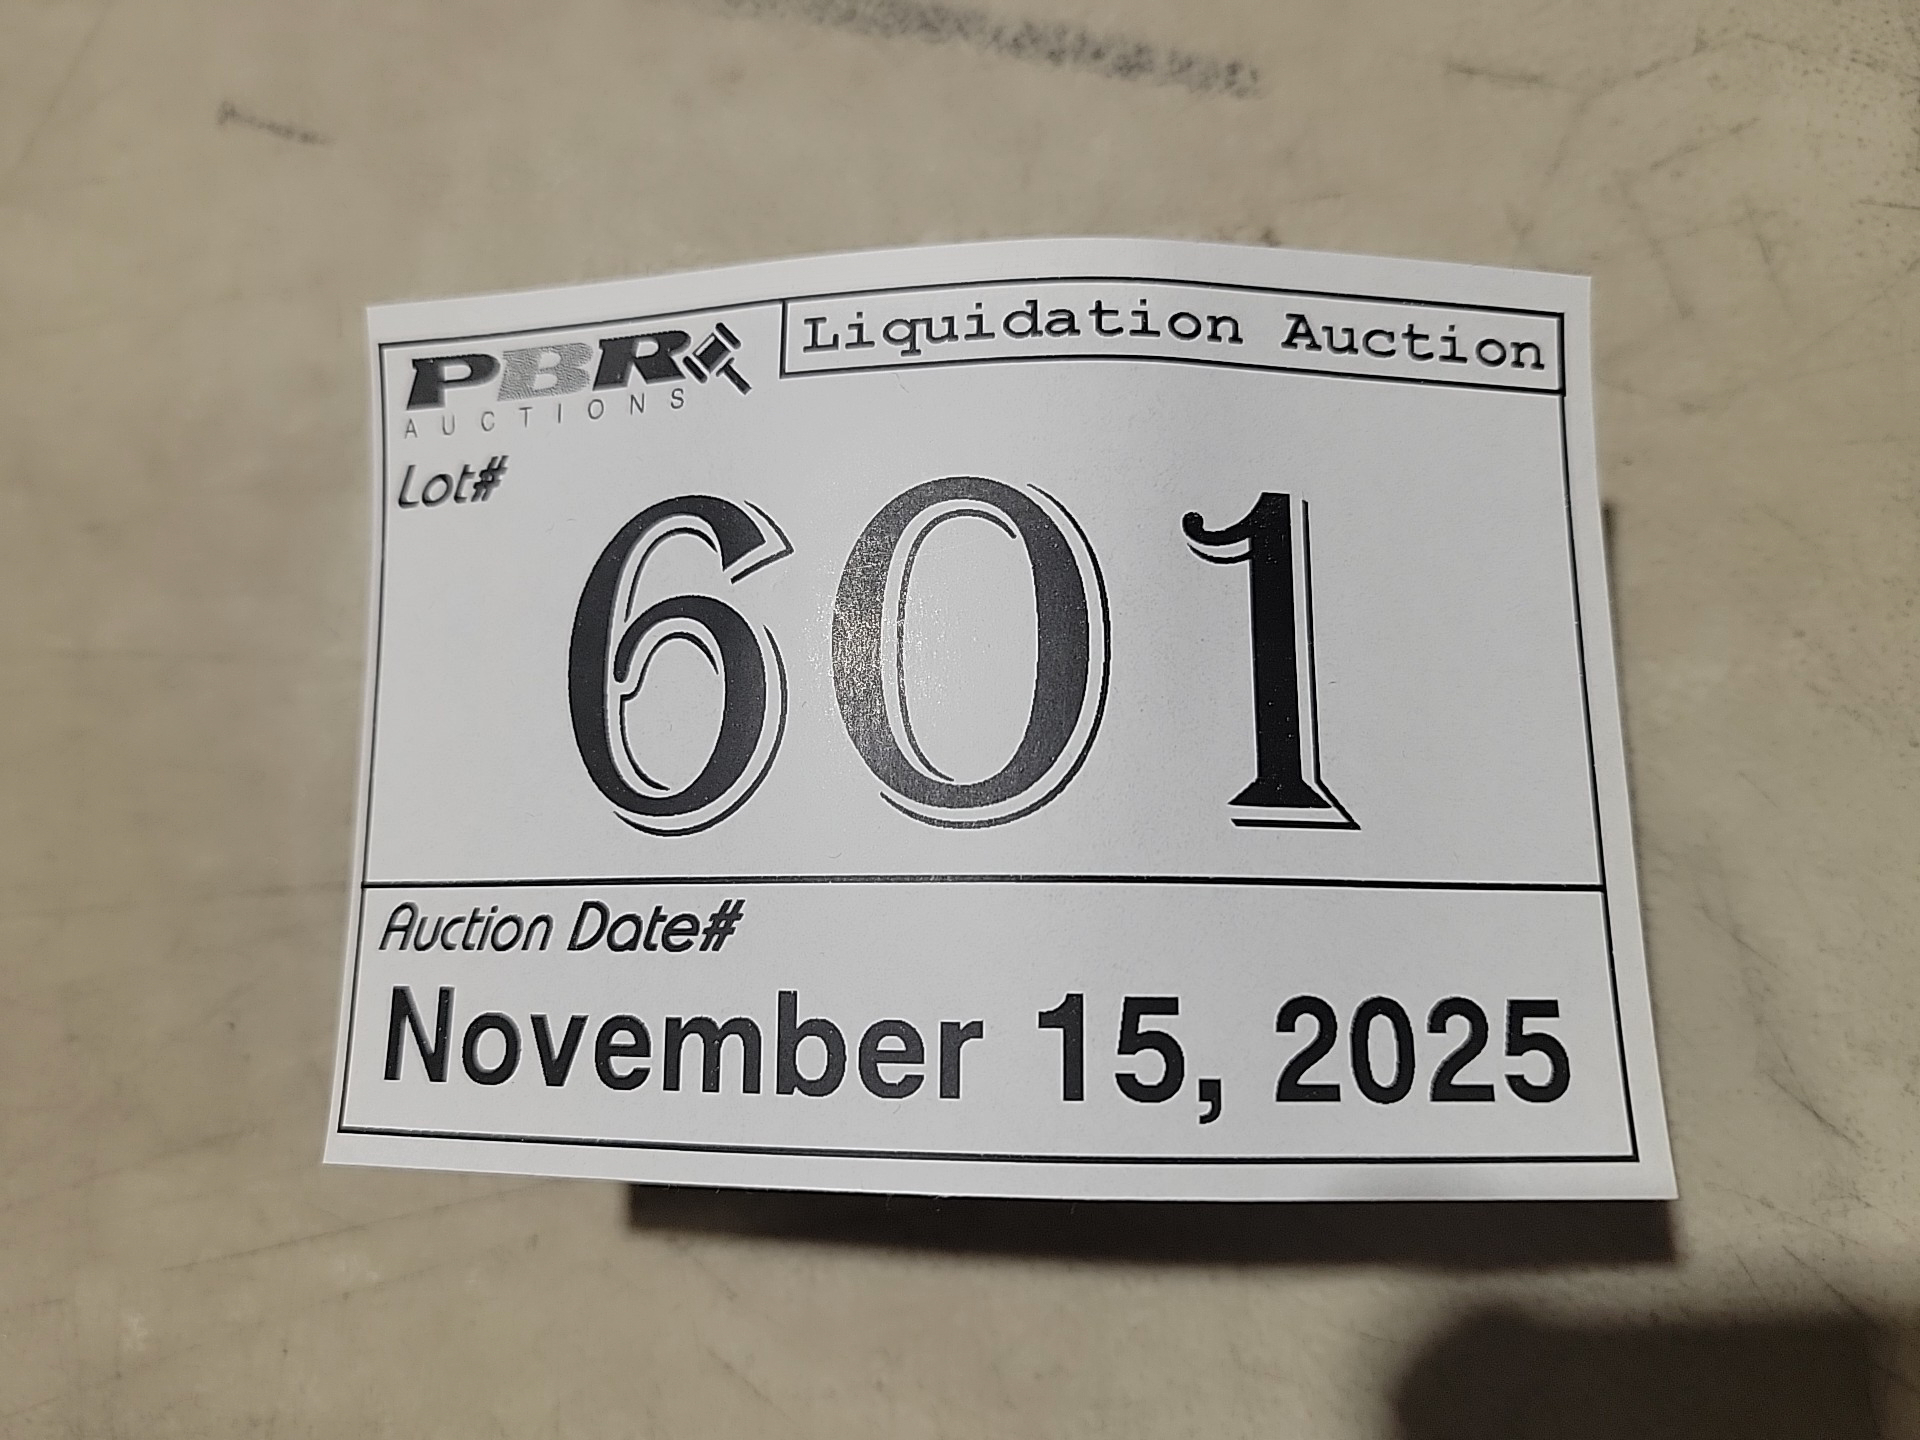 PBR
AUCTIONS
Liquidation Auction
Lot#
601
Auction Date#
November 15, 2025